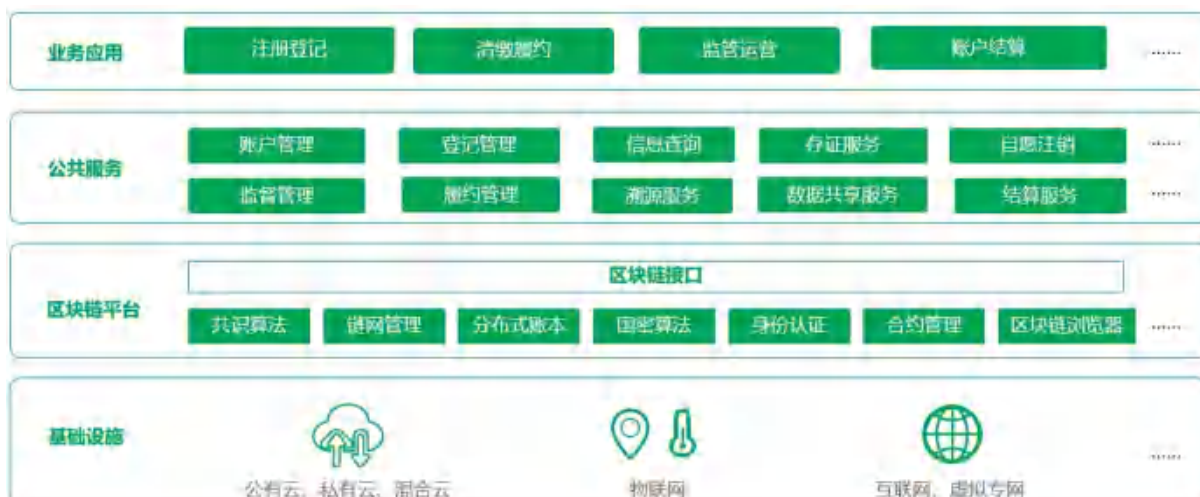 业务应用 注册登记 清缴履约 监管运营 账户结算 ……
公共服务
账户管理 登记管理 信息查询 存证服务 自愿注销 ……
监督管理 履约管理 溯源服务 数据共享服务 结算服务 ……
区块链平台
区块链接口
共识算法 链网管理 分布式账本 国密算法 身份认证 合约管理 区块链浏览器 ……
基础设施 ……
公有云、私有云、混合云 物联网 互联网、虚拟专网